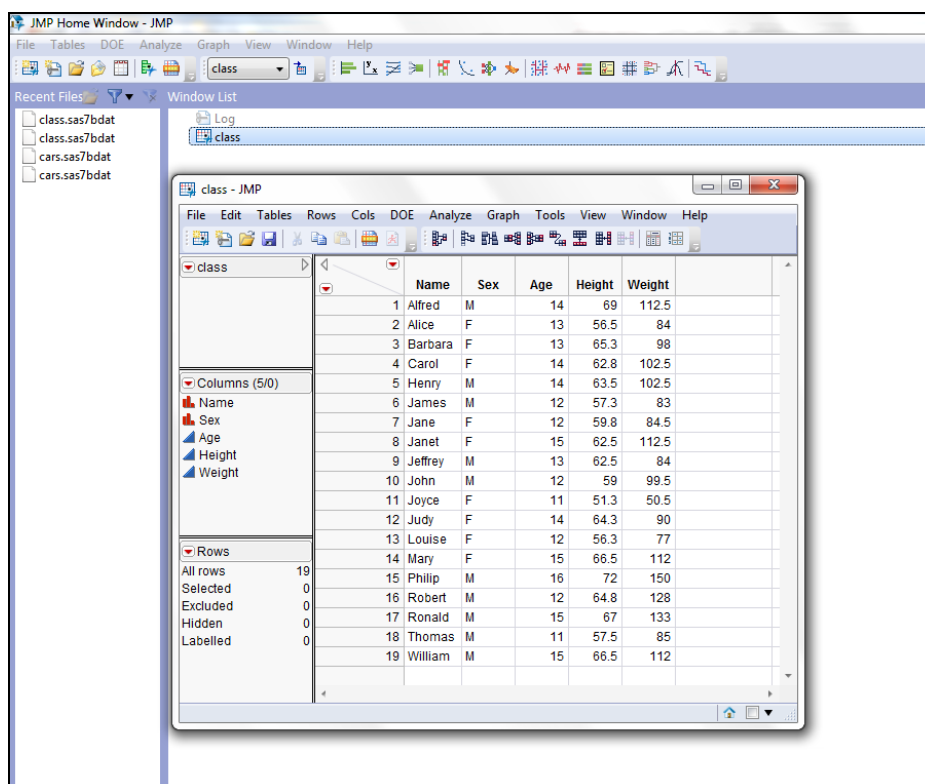 JMP Home Window - JMP
File Tables DOE Analyze Graph View Window Help
class
Recent Files
class.sas7bdat
class.sas7bdat
cars.sas7bdat
cars.sas7bdat
Window List
Log
class
class - JMP
File Edit Tables Rows Cols DOE Analyze Graph Tools View Window Help
class
Columns (5/0)
Name
Sex
Age
Height
Weight
Rows
All rows 19
Selected 0
Excluded 0
Hidden 0
Labelled 0
Name Sex Age Height Weight
1 Alfred M 14 69 112.5
2 Alice F 13 56.5 84
3 Barbara F 13 65.3 98
4 Carol F 14 62.8 102.5
5 Henry M 14 63.5 102.5
6 James M 12 57.3 83
7 Jane F 12 59.8 84.5
8 Janet F 15 62.5 112.5
9 Jeffrey M 13 62.5 84
10 John M 12 59 99.5
11 Joyce F 11 51.3 50.5
12 Judy F 14 64.3 90
13 Louise F 12 56.3 77
14 Mary F 15 66.5 112
15 Philip M 16 72 150
16 Robert M 12 64.8 128
17 Ronald M 15 67 133
18 Thomas M 11 57.5 85
19 William M 15 66.5 112